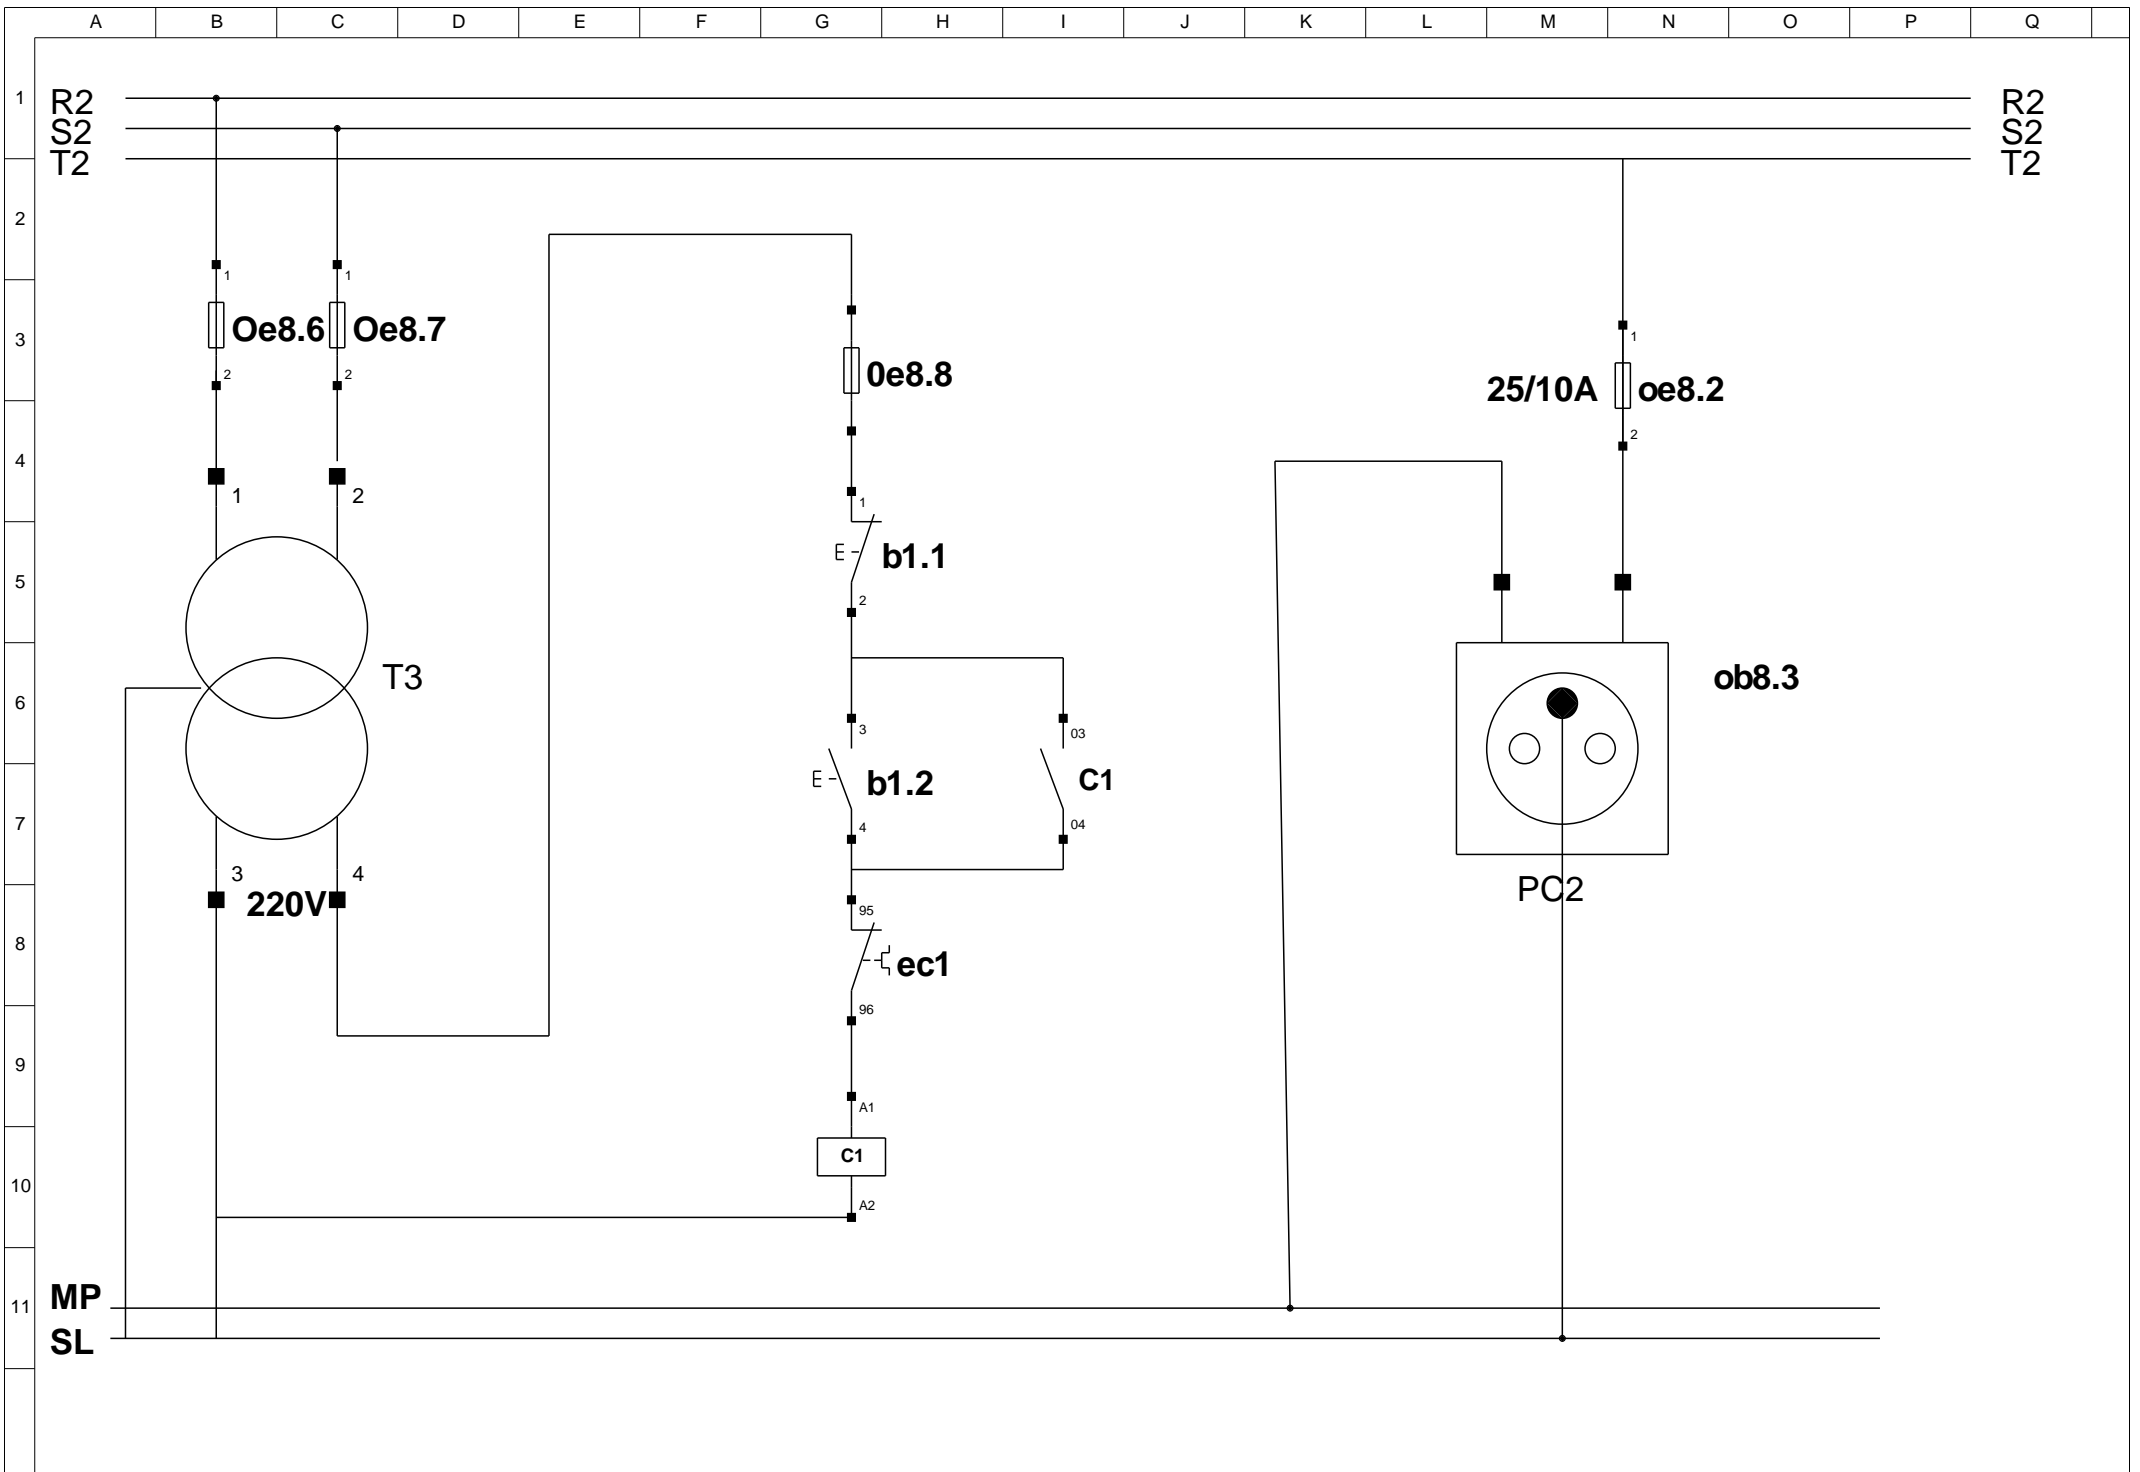 A B C D E F G H I J K L M N O P Q
1
R2 R2
S2 S2
T2 T2
2
1 1
3
Oe8.6 Oe8.7
0e8.8
1
25/10A oe8.2
2 2
2
4
1 2
1
E b1.1
5
2
T3
ob8.3
6
3 03
E b1.2 C1
7
4 04
3 4
220V
PC2
95
8
ec1
96
9
A1
C1
10
A2
MP
11
SL